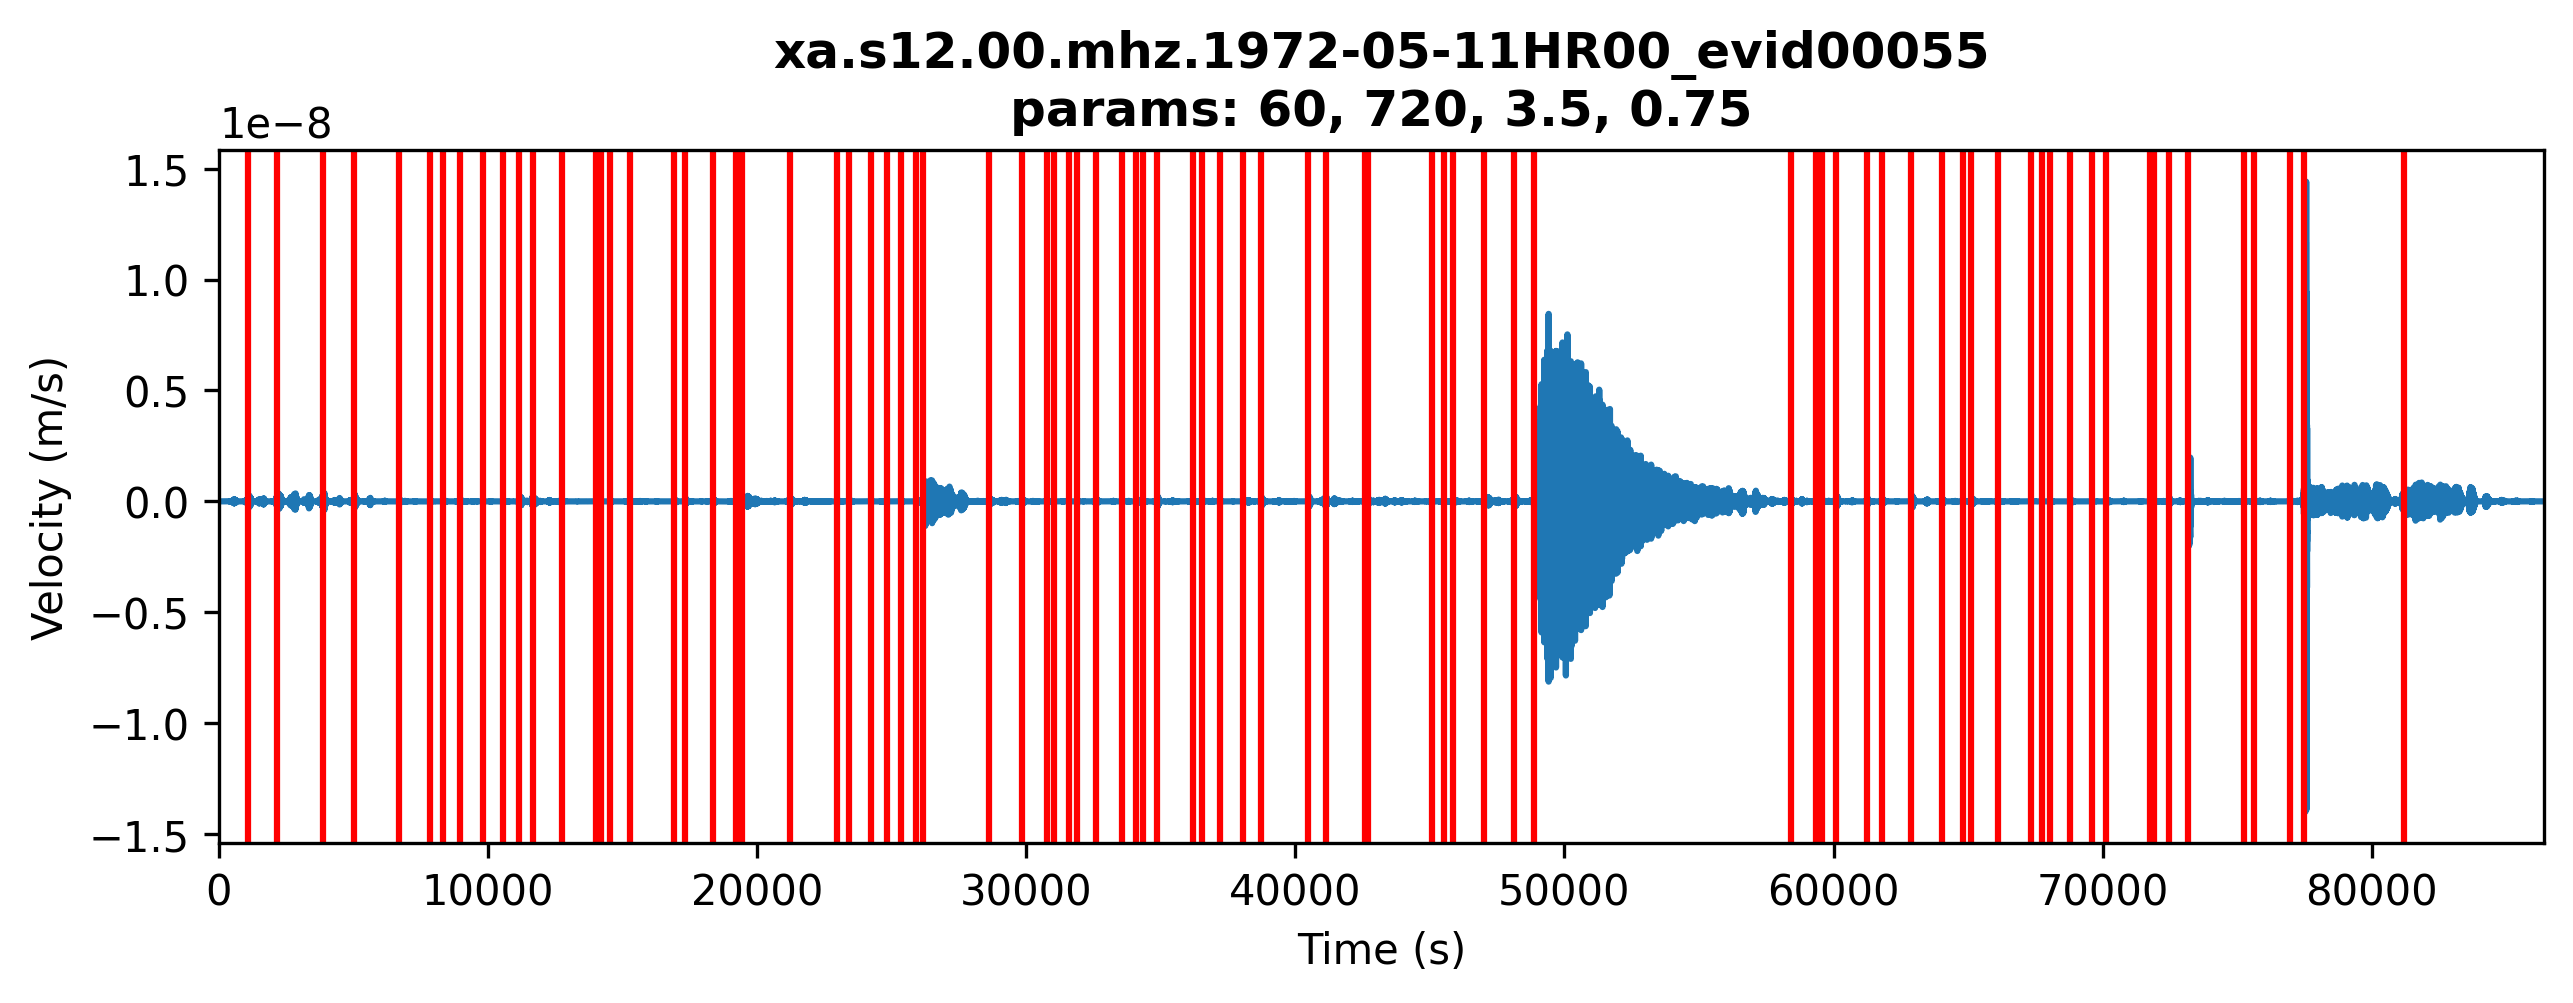 xa.s12.00.mhz.1972-05-11HR00_evid00055
params: 60, 720, 3.5, 0.75
1e−8
1.5
1.0
0.5
0.0
−0.5
−1.0
−1.5
Velocity (m/s)
0 10000 20000 30000 40000 50000 60000 70000 80000
Time (s)